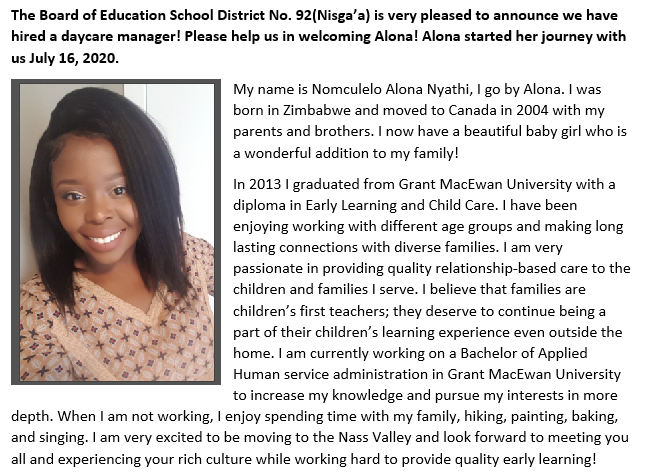 The Board of Education School District No. 92(Nisga’a) is very pleased to announce we have
hired a daycare manager! Please help us in welcoming Alona! Alona started her journey with
us July 16, 2020.
My name is Nomculelo Alona Nyathi, I go by Alona. I was
born in Zimbabwe and moved to Canada in 2004 with my
parents and brothers. I now have a beautiful baby girl who is
a wonderful addition to my family!
In 2013 I graduated from Grant MacEwan University with a
diploma in Early Learning and Child Care. I have been
enjoying working with different age groups and making long
lasting connections with diverse families. I am very
passionate in providing quality relationship-based care to the
children and families I serve. I believe that families are
children’s first teachers; they deserve to continue being a
part of their children’s learning experience even outside the
home. I am currently working on a Bachelor of Applied
Human service administration in Grant MacEwan University
to increase my knowledge and pursue my interests in more
depth. When I am not working, I enjoy spending time with my family, hiking, painting, baking,
and singing. I am very excited to be moving to the Nass Valley and look forward to meeting you
all and experiencing your rich culture while working hard to provide quality early learning!